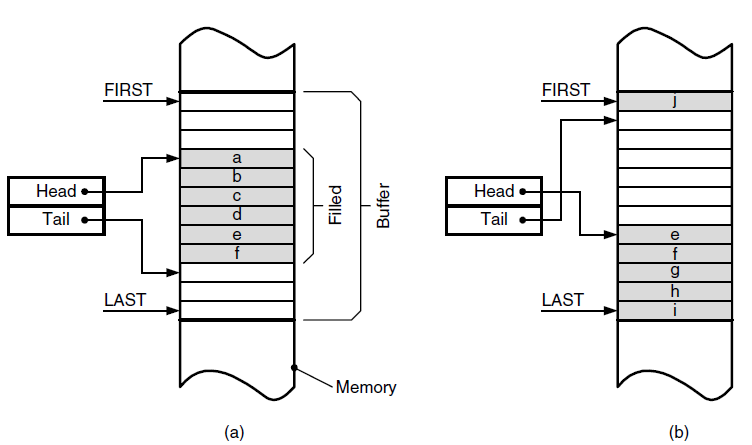 FIRST
a
b
c
d
e
f
Head
Tail
LAST
Filled
Buffer
Memory
(a)
FIRST
j
Head
Tail
e
f
g
h
i
LAST
(b)